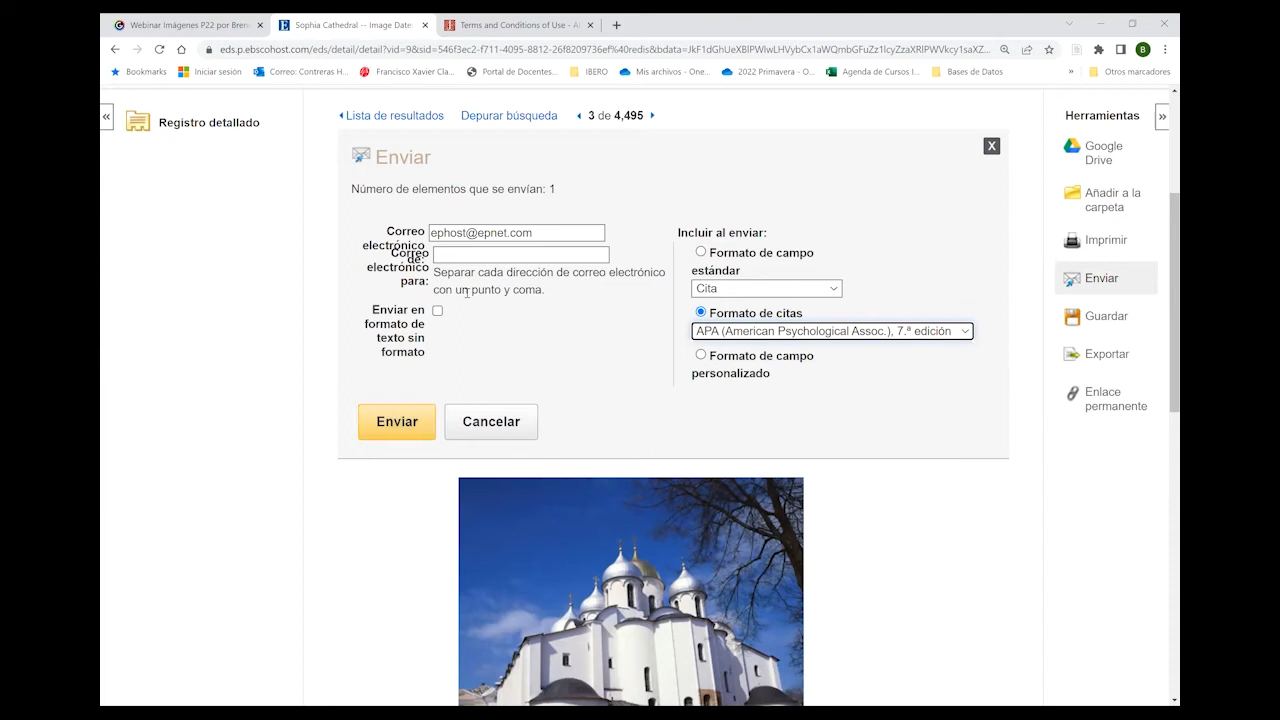 Webinar Imágenes P22 por Bren
Sophia Cathedral -- Image Date
Terms and Conditions of Use - A
eds.p.ebscohost.com/eds/detail/detail?vid=9&sid=546f3ec2-f711-4095-8812-26f8209736ef%40redis&bdata=JkF1dGhUeXBlPWlwLHVybCx1aWQmbGFuZz1lcyZzaXRlPWVkcy1saXZ...
B
Bookmarks
Iniciar sesión
Correo: Contreras H...
Francisco Xavier Cla...
Portal de Docentes...
IBERO
Mis archivos - One...
2022 Primavera - O...
Agenda de Cursos I...
Bases de Datos
»
Otros marcadores
«
Registro detallado
Lista de resultados
Depurar búsqueda
3 de 4,495
Herramientas
»
Enviar
X
Número de elementos que se envían: 1
Correo electrónico de:
ephost@epnet.com
Correo electrónico para:
Separar cada dirección de correo electrónico
con un punto y coma.
Enviar en
formato de
texto sin
formato
Incluir al enviar:
Formato de campo
estándar
Cita
Formato de citas
APA (American Psychological Assoc.), 7.ª edición
Formato de campo
personalizado
Enviar
Cancelar
Google
Drive
Añadir a la
carpeta
Imprimir
Enviar
Guardar
Exportar
Enlace
permanente